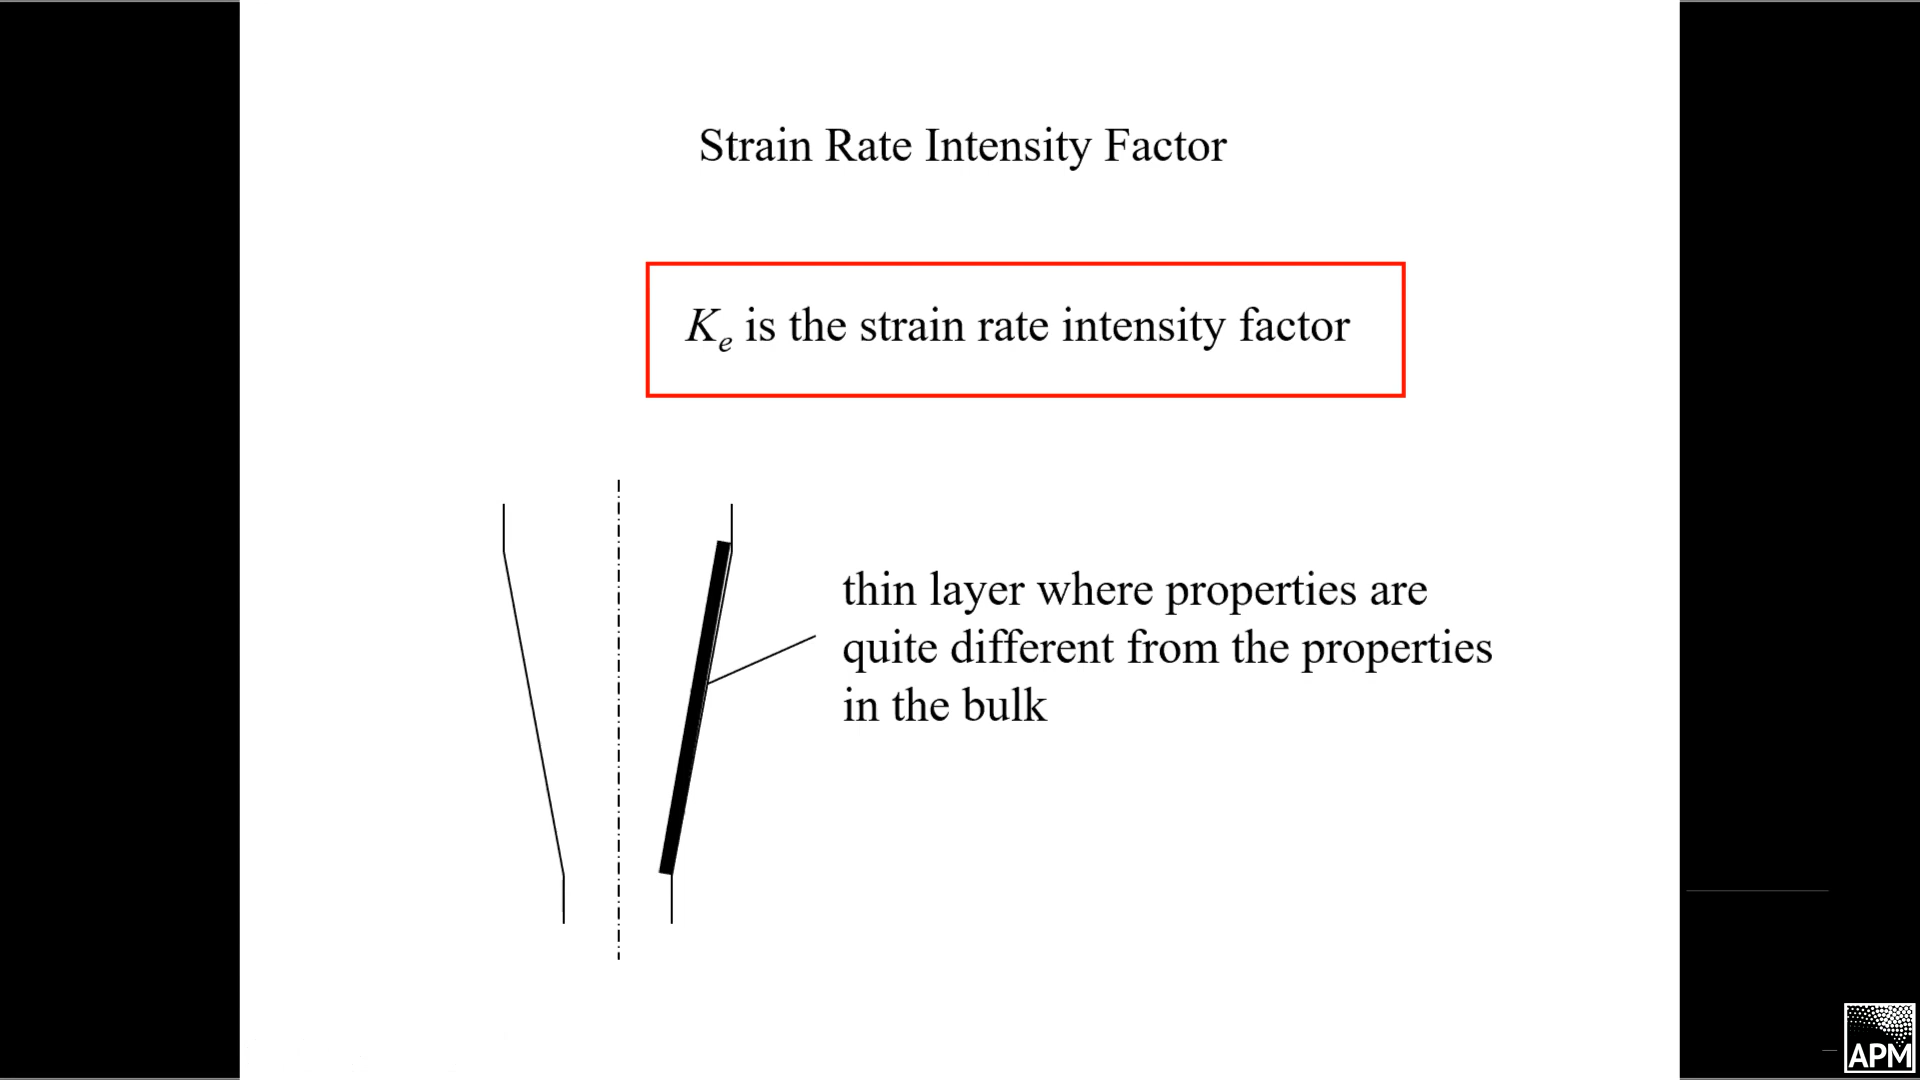 Strain Rate Intensity Factor
Kₑ is the strain rate intensity factor
thin layer where properties are
quite different from the properties
in the bulk
APM